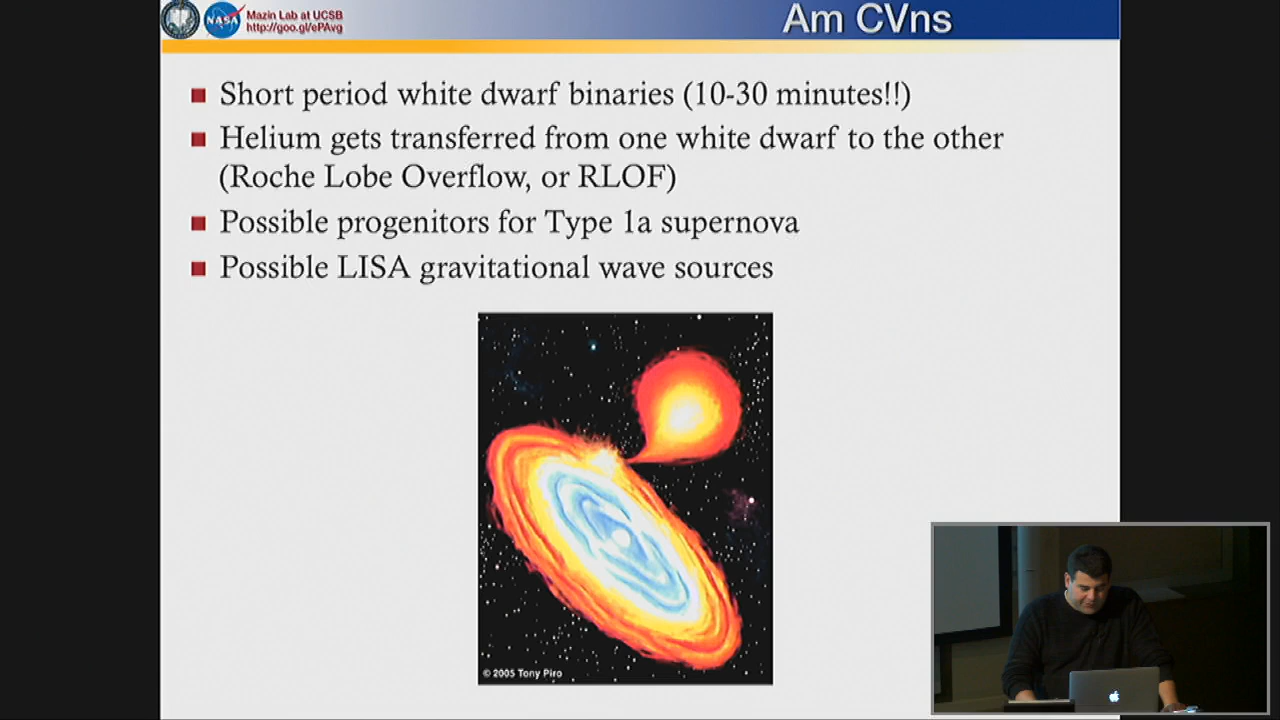 NASA
Mazin Lab at UCSB
http://goo.gl/ePAvg
Am CVns
Short period white dwarf binaries (10-30 minutes!!)
Helium gets transferred from one white dwarf to the other
(Roche Lobe Overflow, or RLOF)
Possible progenitors for Type 1a supernova
Possible LISA gravitational wave sources
© 2005 Tony Piro